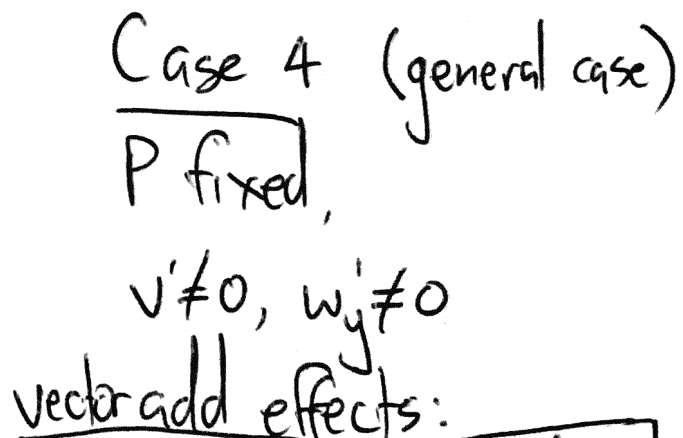 Case 4 (general case)
P fixed,
v'≠0, w'y≠0
vector add effects: